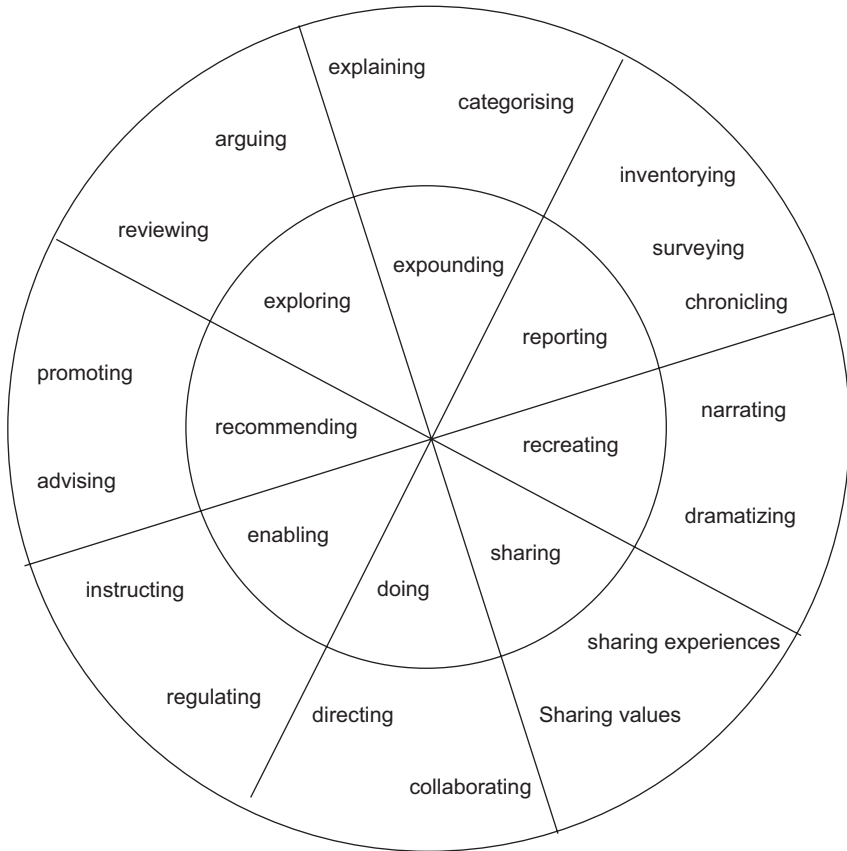 explaining
categorising
arguing
inventorying
reviewing
surveying
expounding
exploring
chronicling
reporting
promoting
narrating
recommending
recreating
advising
dramatizing
enabling
sharing
instructing
doing
sharing experiences
regulating
directing
Sharing values
collaborating